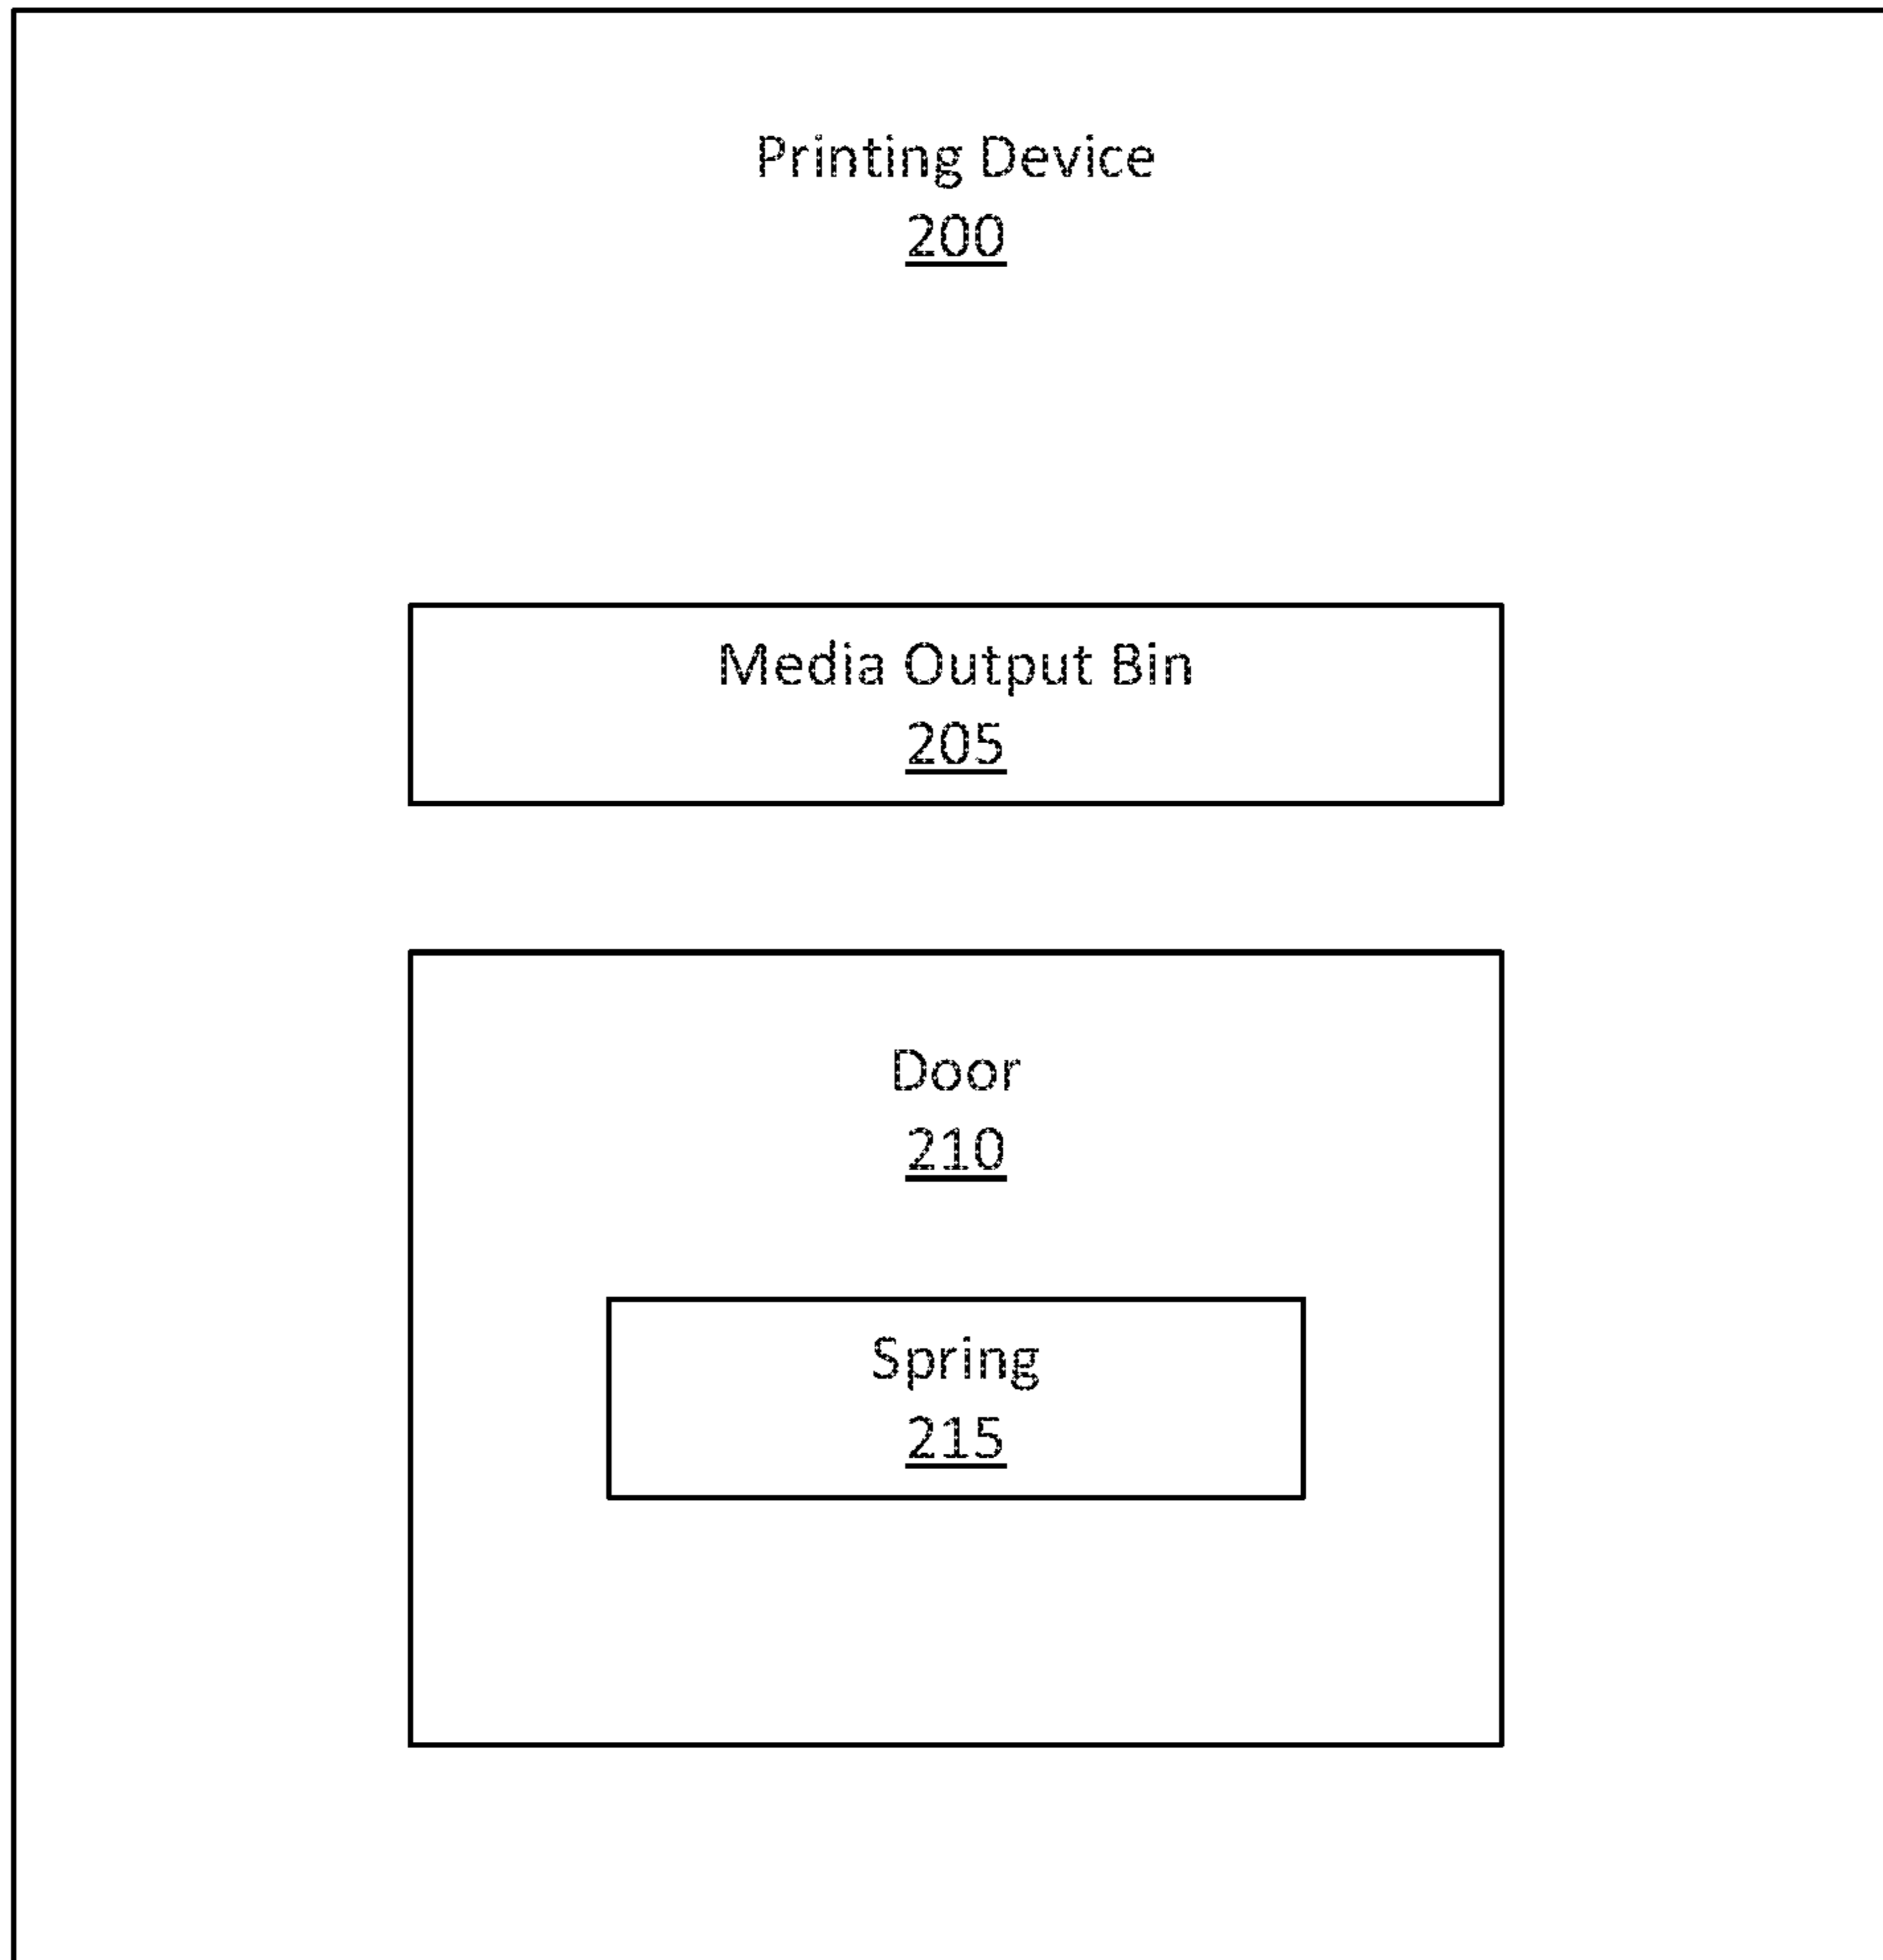 Printing Device
200
Media Output Bin
205
Door
210
Spring
215